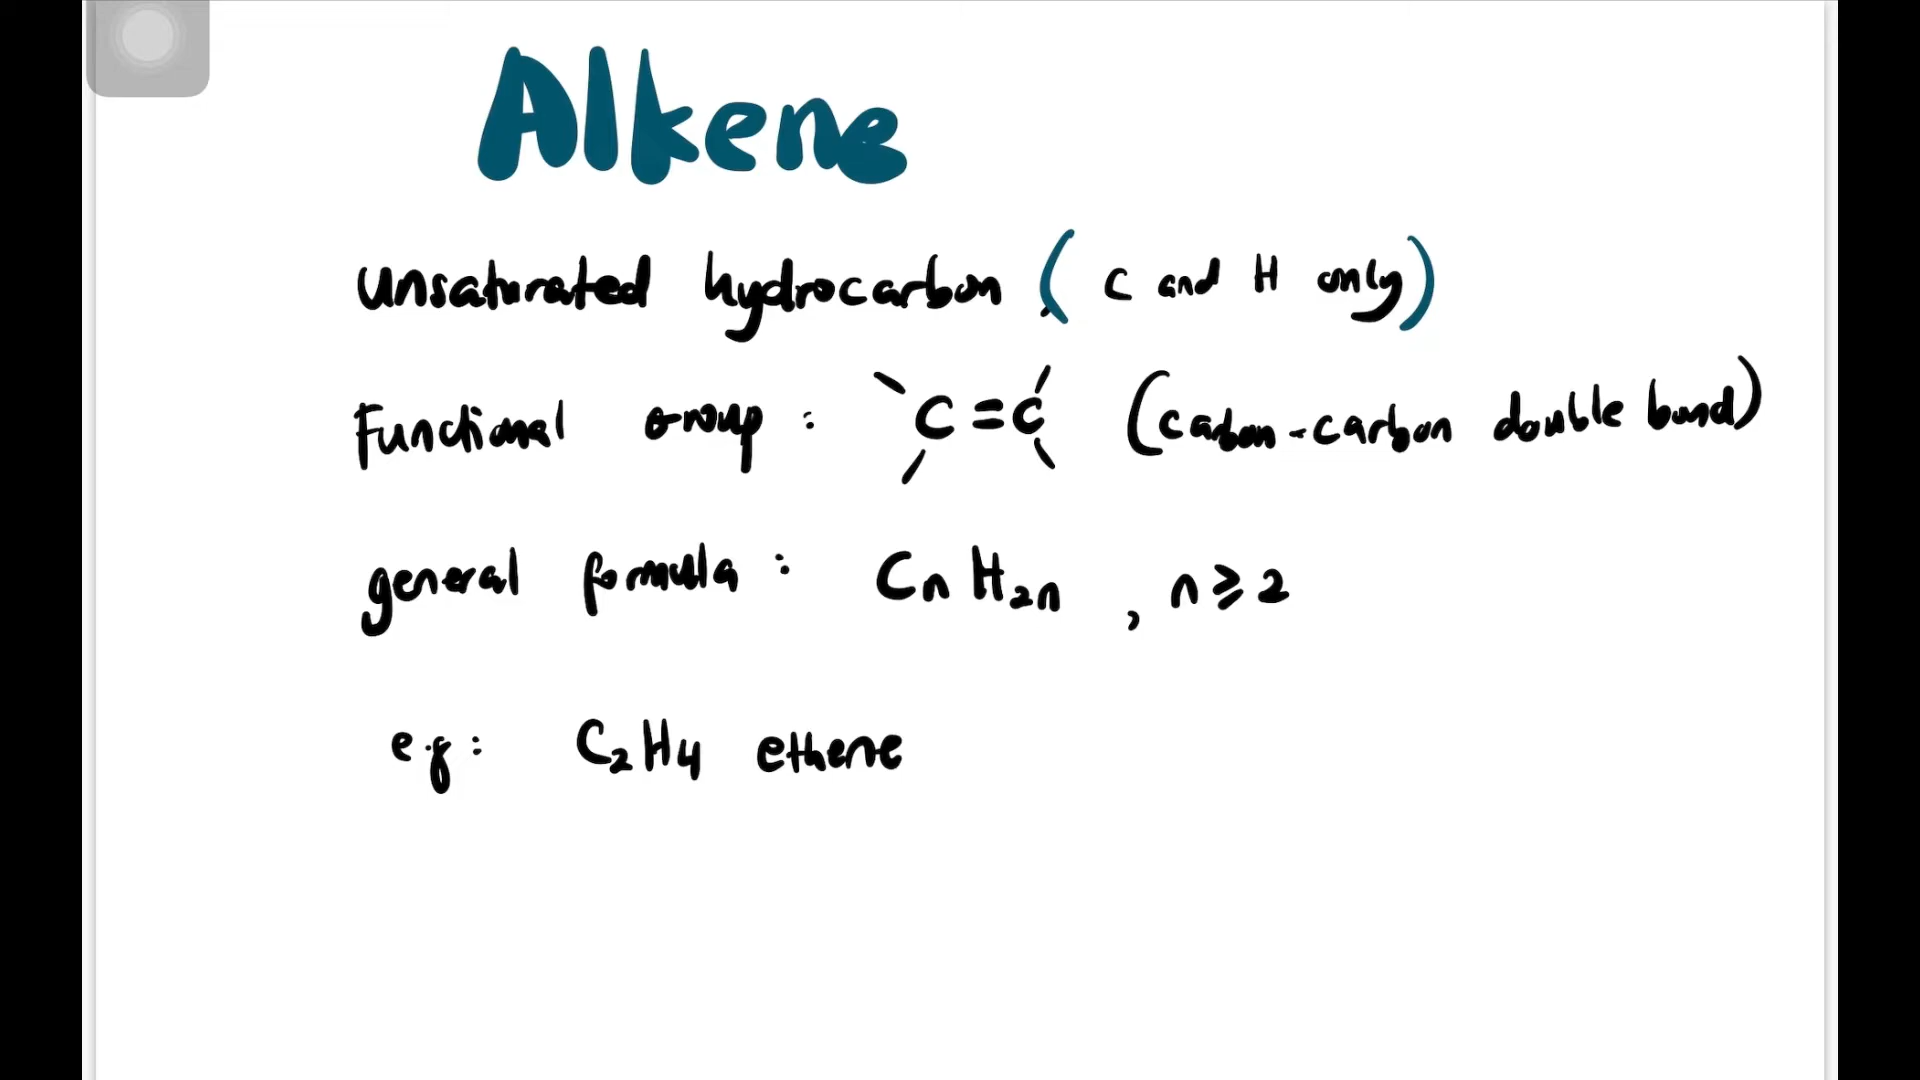 Alkene
unsaturated hydrocarbon ( C and H only)
Functional group : C=C (carbon-carbon double bond)
general formula : CnH2n , n ≥ 2
e.g : C2H4 ethene